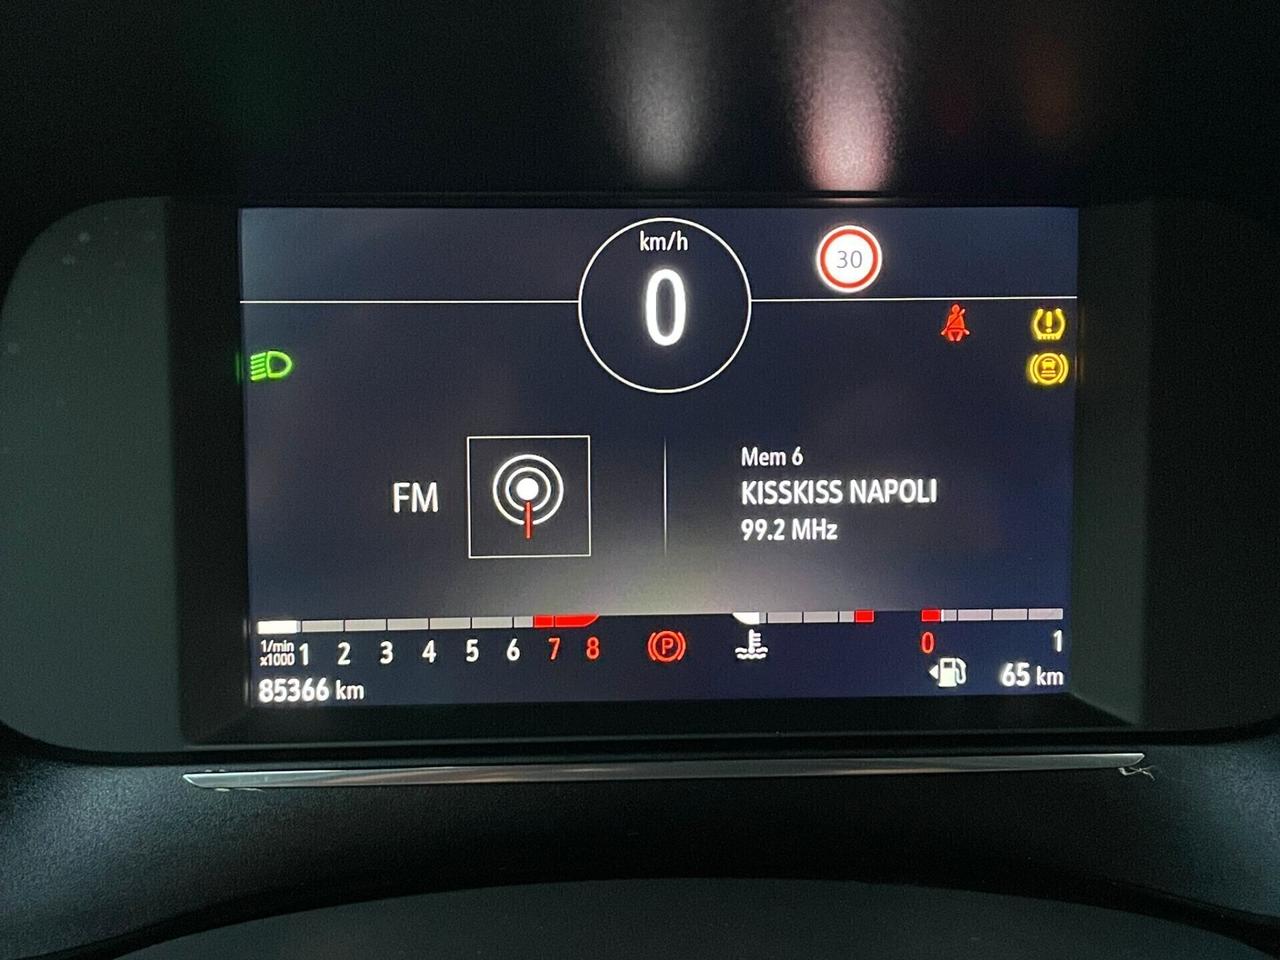 km/h
0
30
FM
Mem 6
KISSKISS NAPOLI
99.2 MHz
1/min
x1000 1 2 3 4 5 6 7 8
P
0 1
85366 km
65 km